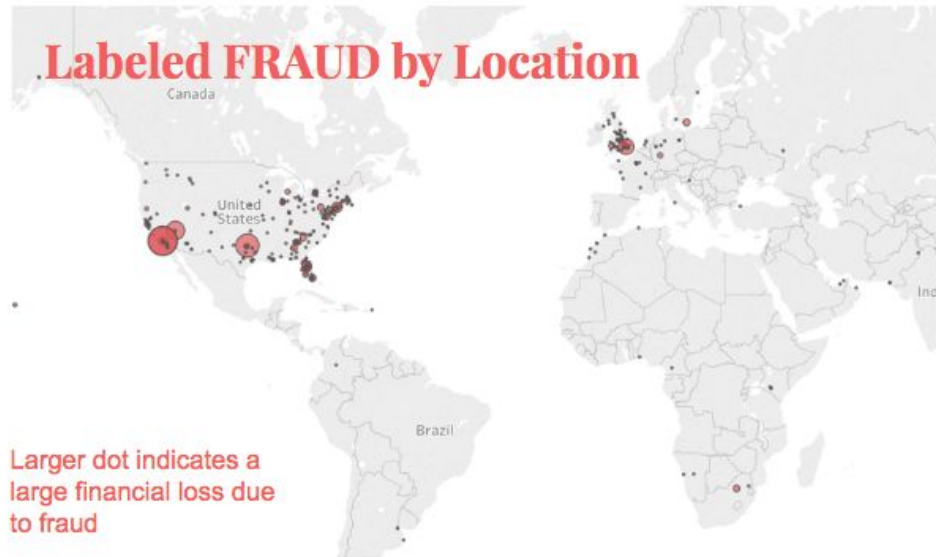 Labeled FRAUD by Location
Canada
United
States
Brazil
Ind
Larger dot indicates a
large financial loss due
to fraud